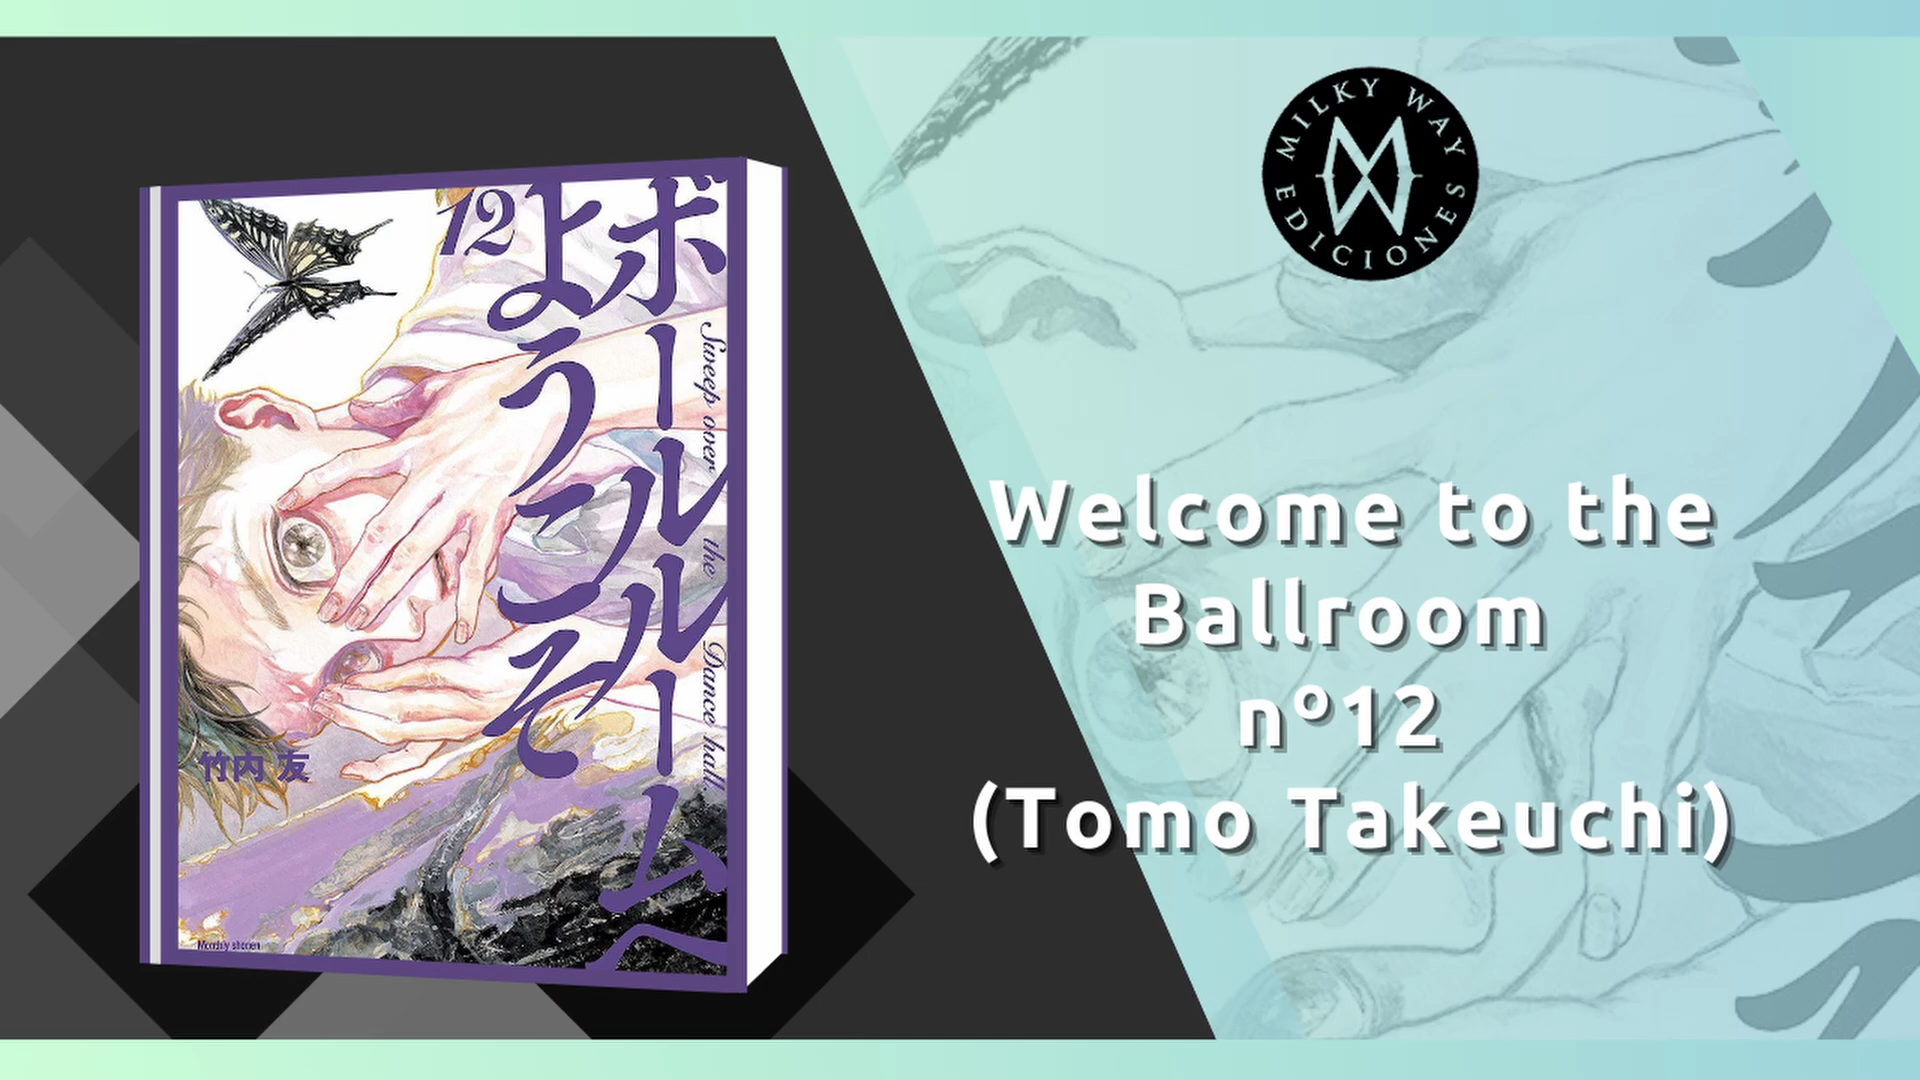 12
ボールルームへ
ようこそ
Sweep over the Dance hall
竹内 友
Monthly shonen
MILKY WAY
EDICIONES
Welcome to the
Ballroom
nº12
(Tomo Takeuchi)